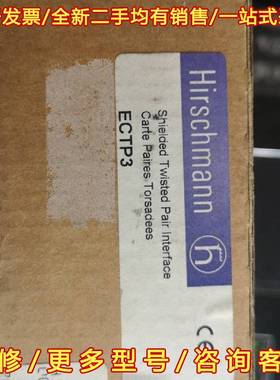 发票/全新二手均有销售/一站式
Hirschmann
h
Shielded Twisted Pair Interface
Carte Paires Torsadees
ECTP3
CE
修/更多型号/咨询客